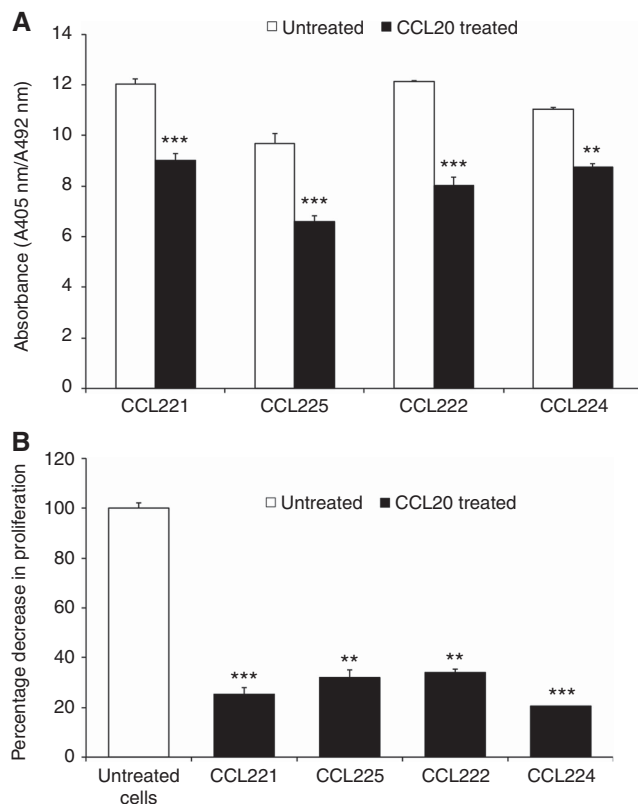 A
Untreated CCL20 treated
Absorbance (A405 nm/A492 nm)
14
12
10
8
6
4
2
0
***
***
***
**
CCL221 CCL225 CCL222 CCL224
B
Untreated CCL20 treated
Percentage decrease in proliferation
120
100
80
60
40
20
0
***
**
**
***
Untreated cells CCL221 CCL225 CCL222 CCL224